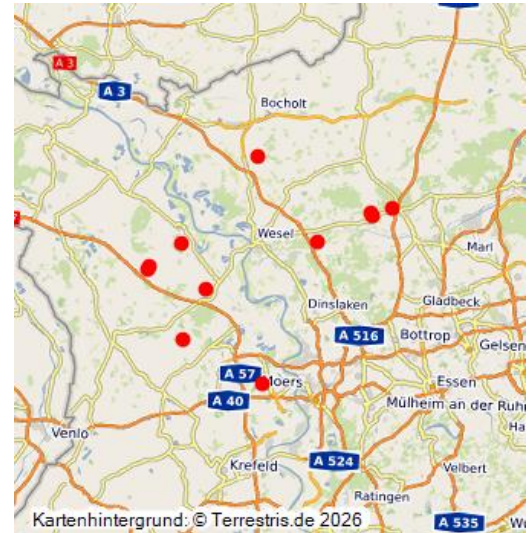 A 3
A 3
Bocholt
Wesel
Marl
Dinslaken
Gladbeck
A 516
Bottrop
Gelsen
A 57
Moers
Essen
A 40
Mülheim an der Ruhr
Venlo
Krefeld
A 524
Velbert
Ratingen
Kartenhintergrund: © Terrestris.de 2026
A 535